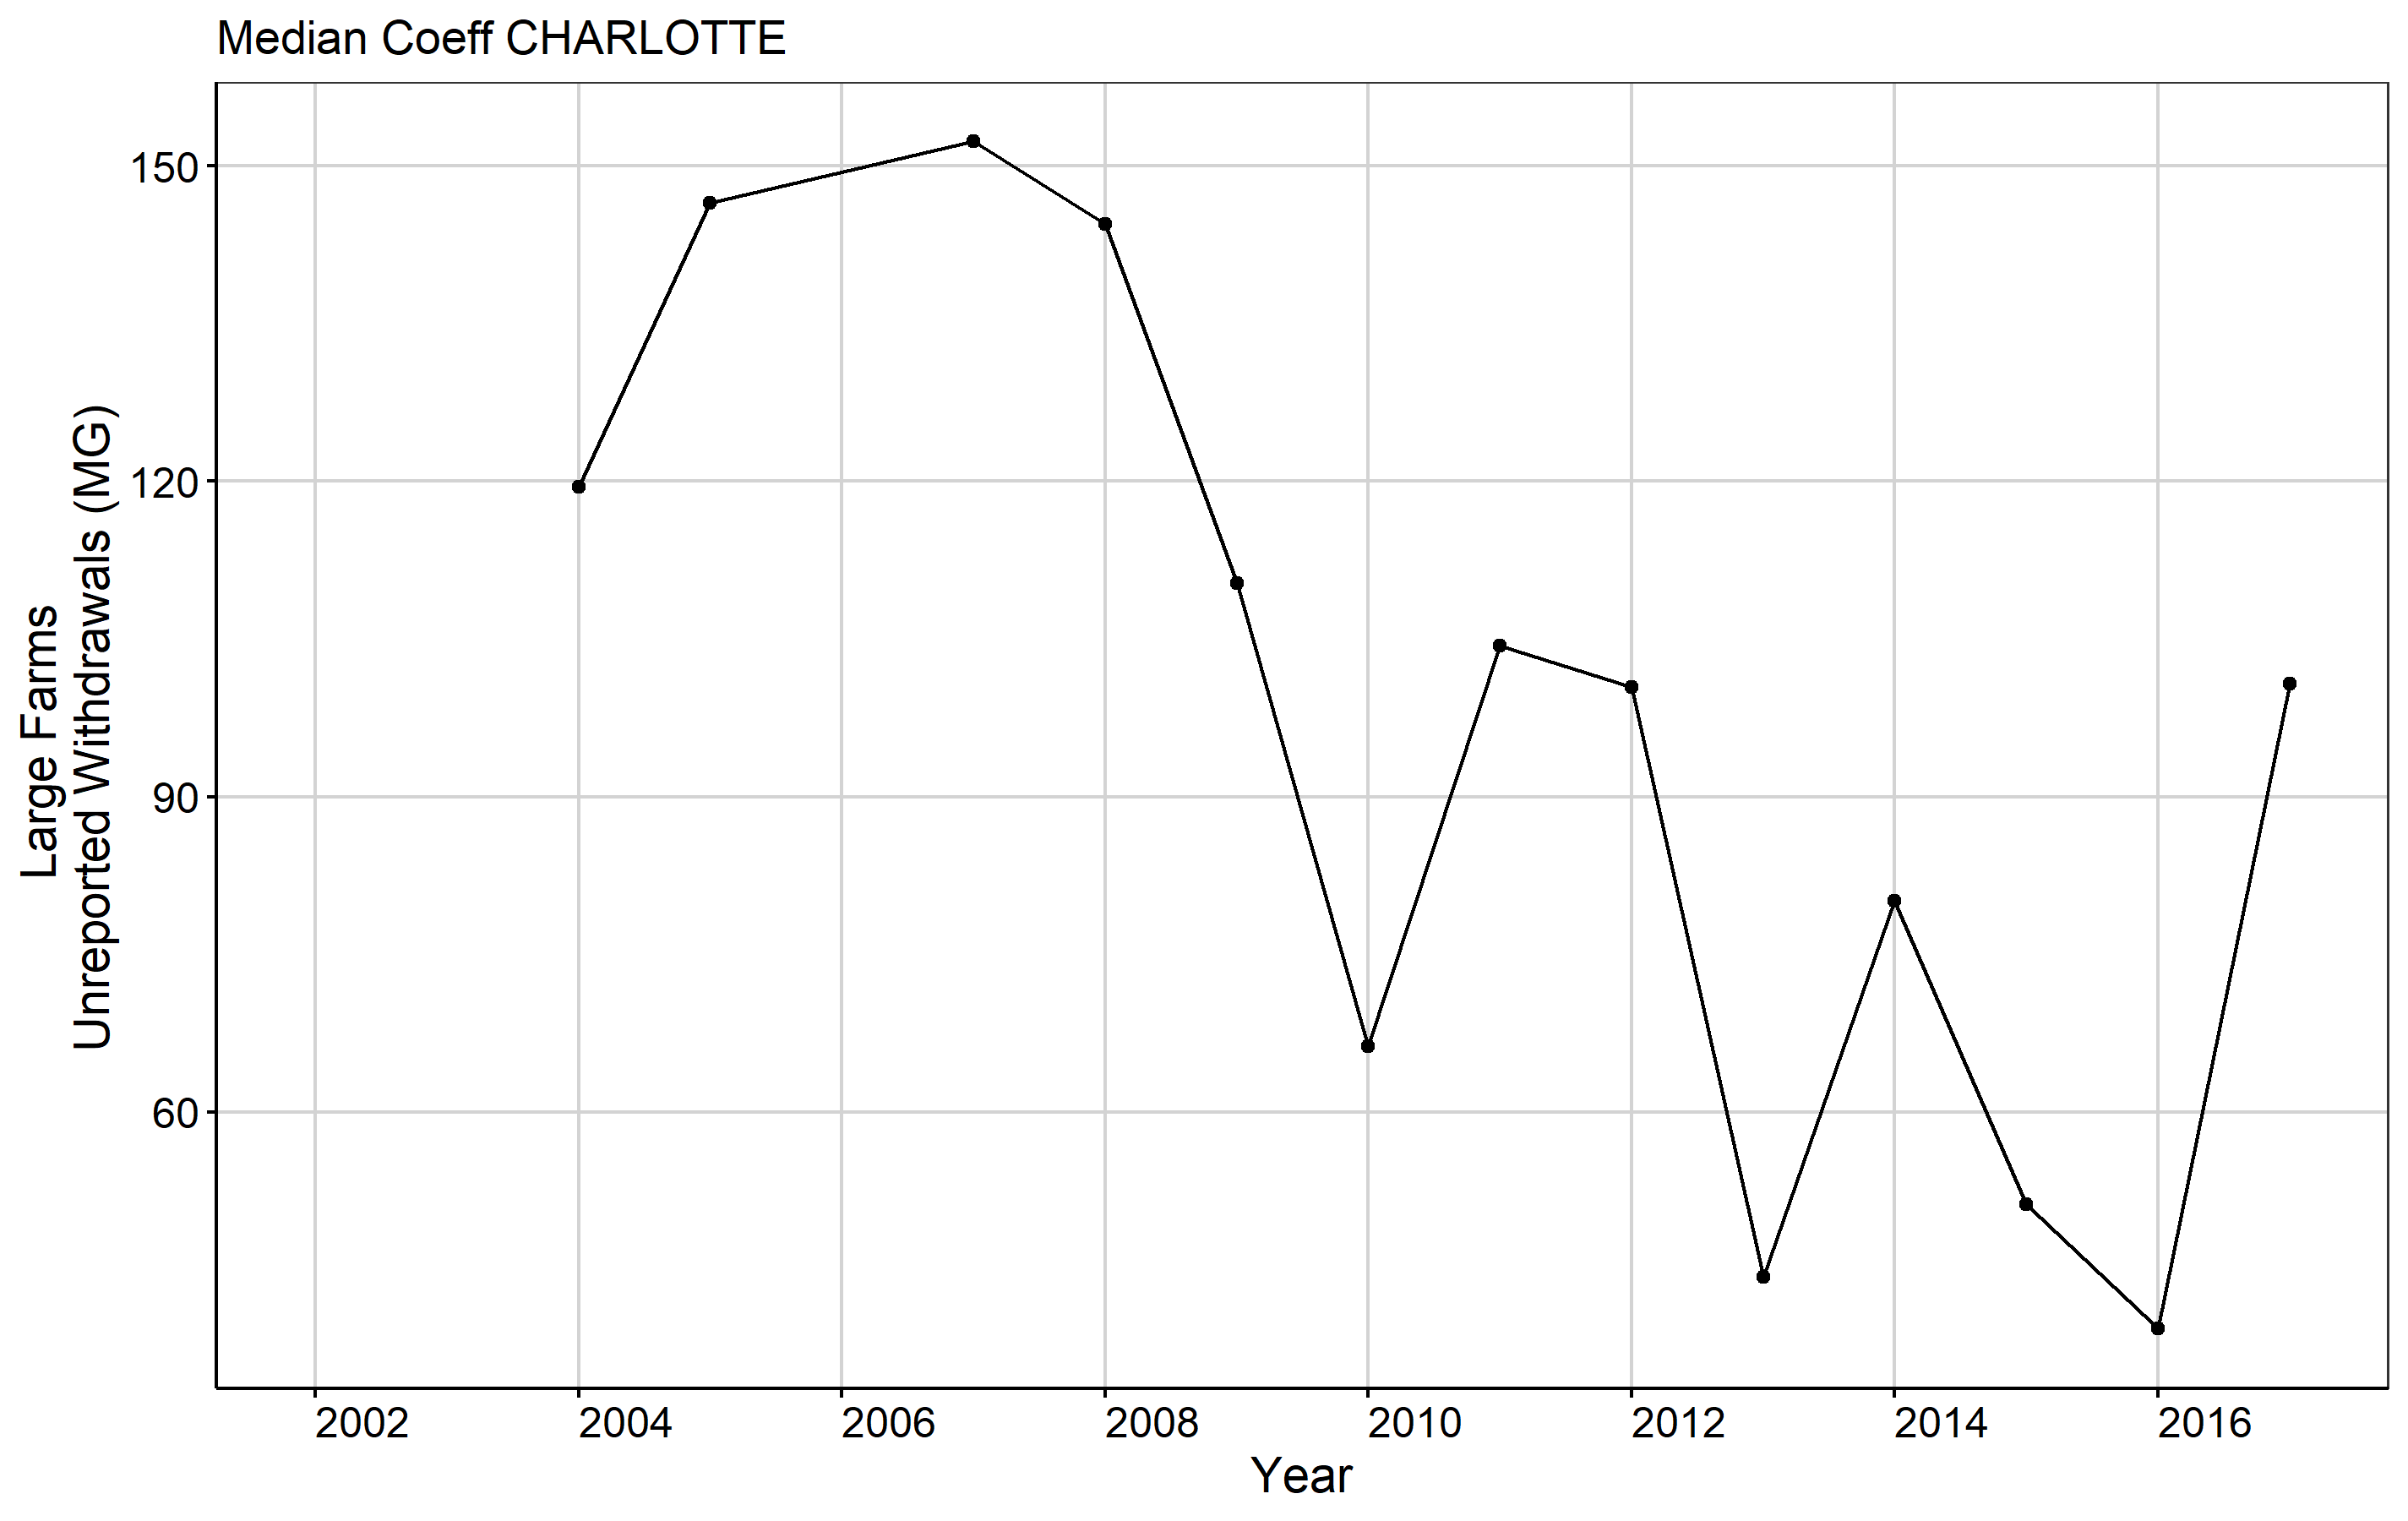 Median Coeff CHARLOTTE
Large Farms
Unreported Withdrawals (MG)
150
120
90
60
2002 2004 2006 2008 2010 2012 2014 2016
Year